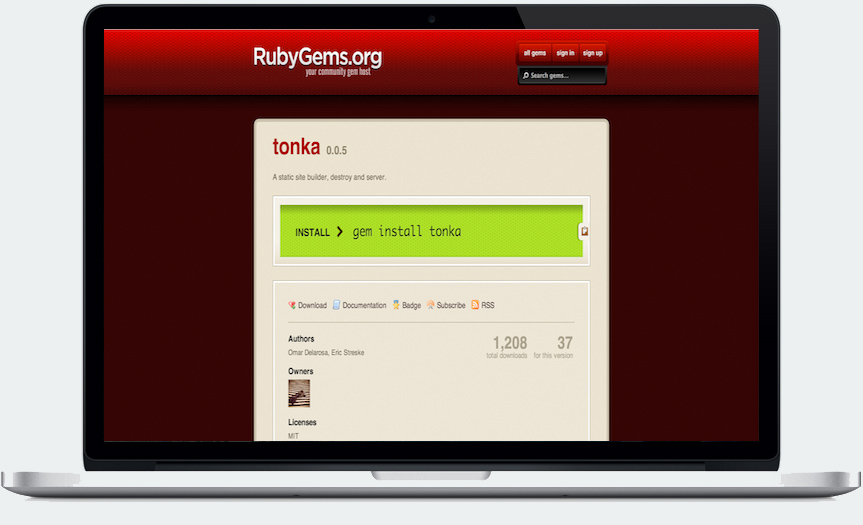 RubyGems.org
your community gem host
all gems sign in sign up
Search gems...
tonka 0.0.5
A static site builder, destroy and server.
INSTALL > gem install tonka
Download Documentation Badge Subscribe RSS
Authors
Omar Delarosa, Eric Streske
1,208 37
total downloads for this version
Owners
Licenses
MIT